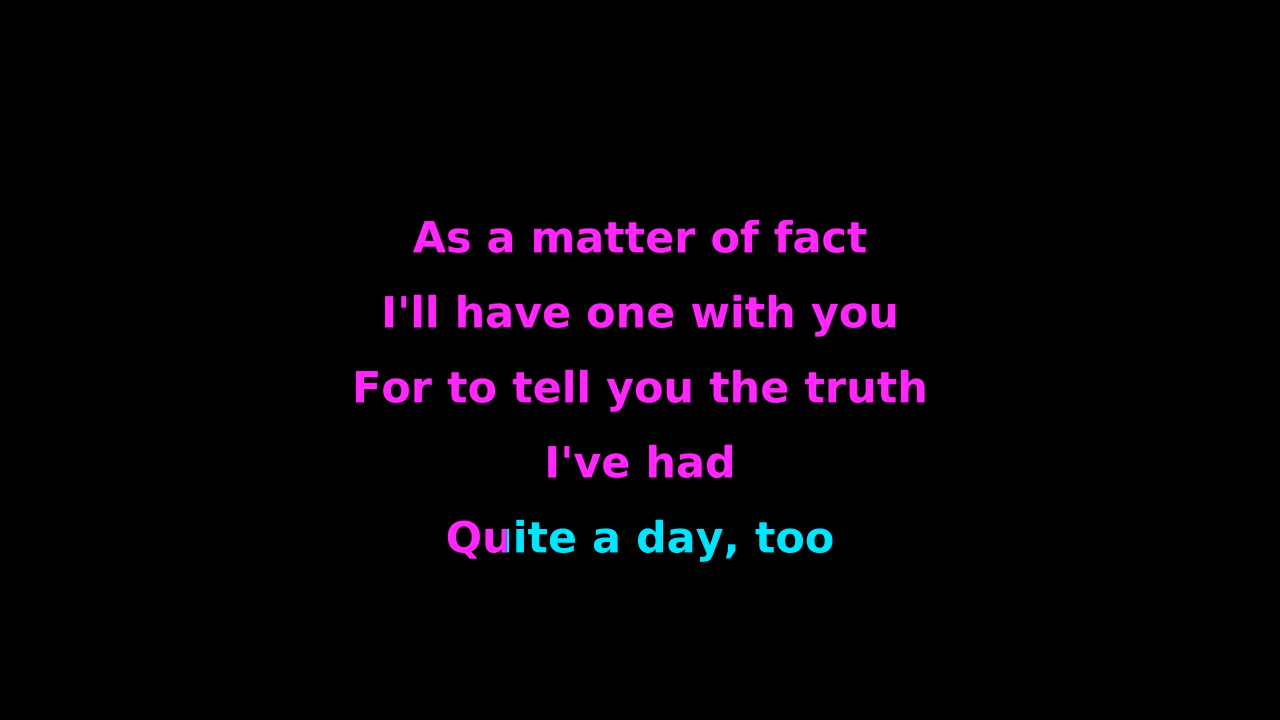 As a matter of fact
I'll have one with you
For to tell you the truth
I've had
Quite a day, too